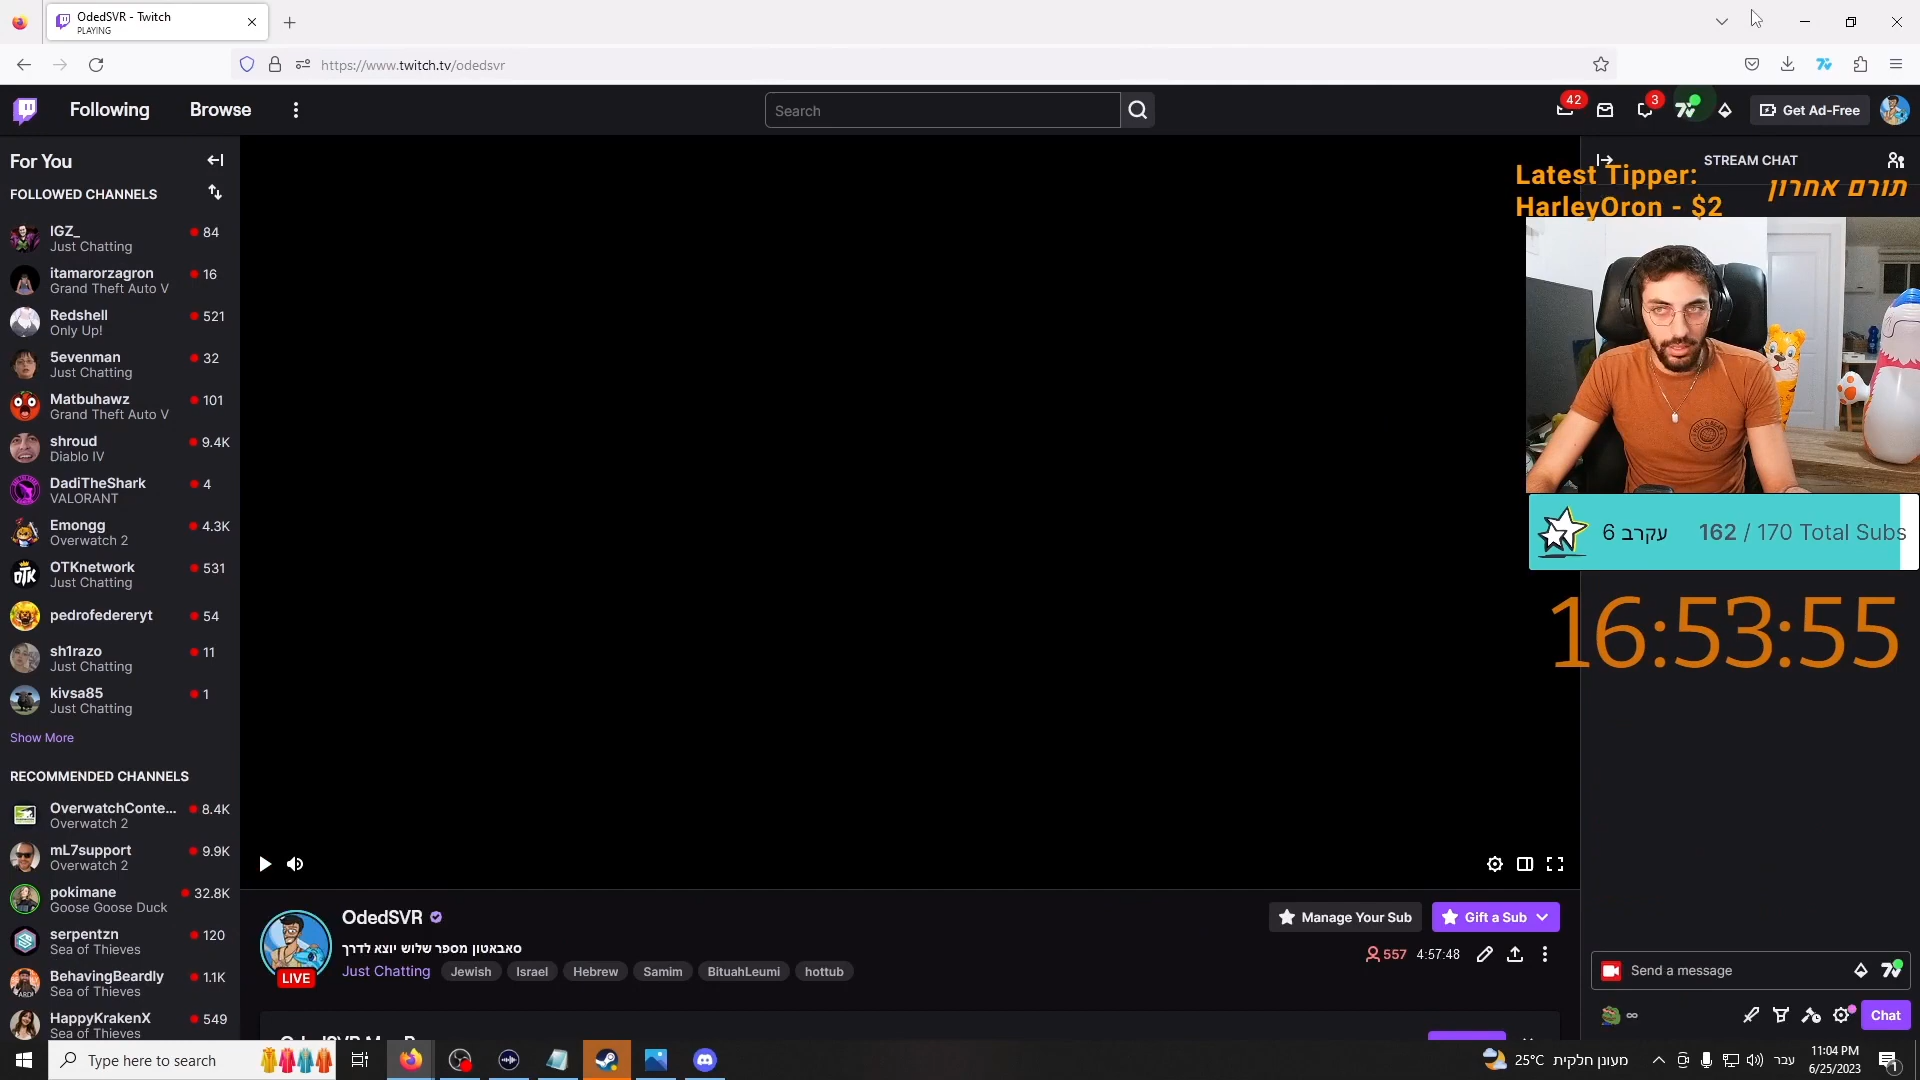 OdedSVR - Twitch
PLAYING
https://www.twitch.tv/odedsvr
Following
Browse
Search
42
3
Get Ad-Free
For You
FOLLOWED CHANNELS
IGZ_
84
Just Chatting
itamarorzagron
16
Grand Theft Auto V
Redshell
521
Only Up!
5evenman
32
Just Chatting
Matbuhawz
101
Grand Theft Auto V
shroud
9.4K
Diablo IV
DadiTheShark
4
VALORANT
Emongg
4.3K
Overwatch 2
OTKnetwork
531
Just Chatting
pedrofedereryt
54
sh1razo
11
Just Chatting
kivsa85
1
Just Chatting
Show More
RECOMMENDED CHANNELS
OverwatchConte...
8.4K
Overwatch 2
mL7support
9.9K
Overwatch 2
pokimane
32.8K
Goose Goose Duck
serpentzn
120
Sea of Thieves
BehavingBeardly
1.1K
Sea of Thieves
HappyKrakenX
549
Sea of Thieves
STREAM CHAT
Latest Tipper:
HarleyOron - $2
תורם אחרון
עקרב 6
162 / 170 Total Subs
16:53:55
OdedSVR
סאבאטון מספר שלוש יוצא לדרך
Just Chatting
Jewish
Israel
Hebrew
Samim
BituahLeumi
hottub
LIVE
Manage Your Sub
Gift a Sub
557
4:57:48
Send a message
Chat
Type here to search
25°C
מעונן חלקית
עבר
11:04 PM
6/25/2023
1